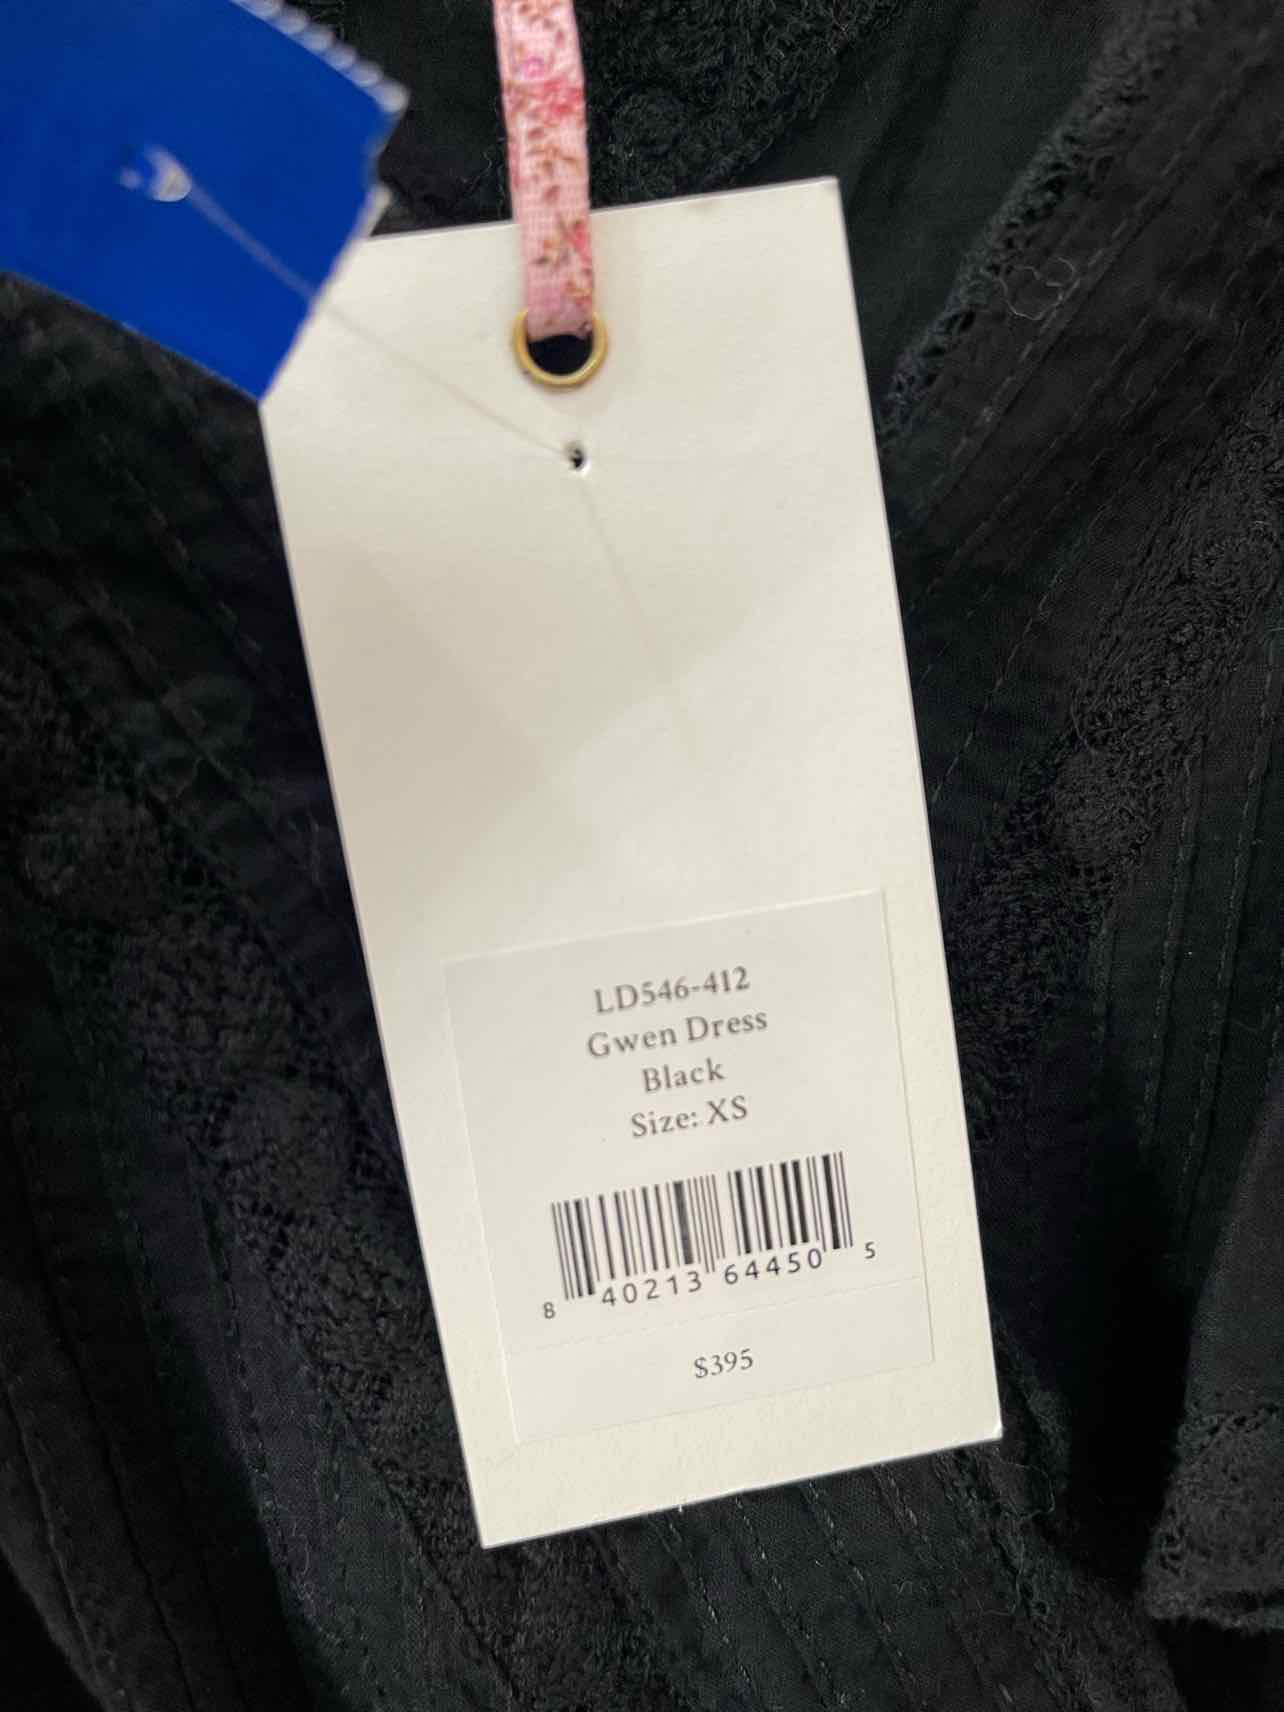 LD546-412
Gwen Dress
Black
Size: XS
8 40213 64450 5
$395